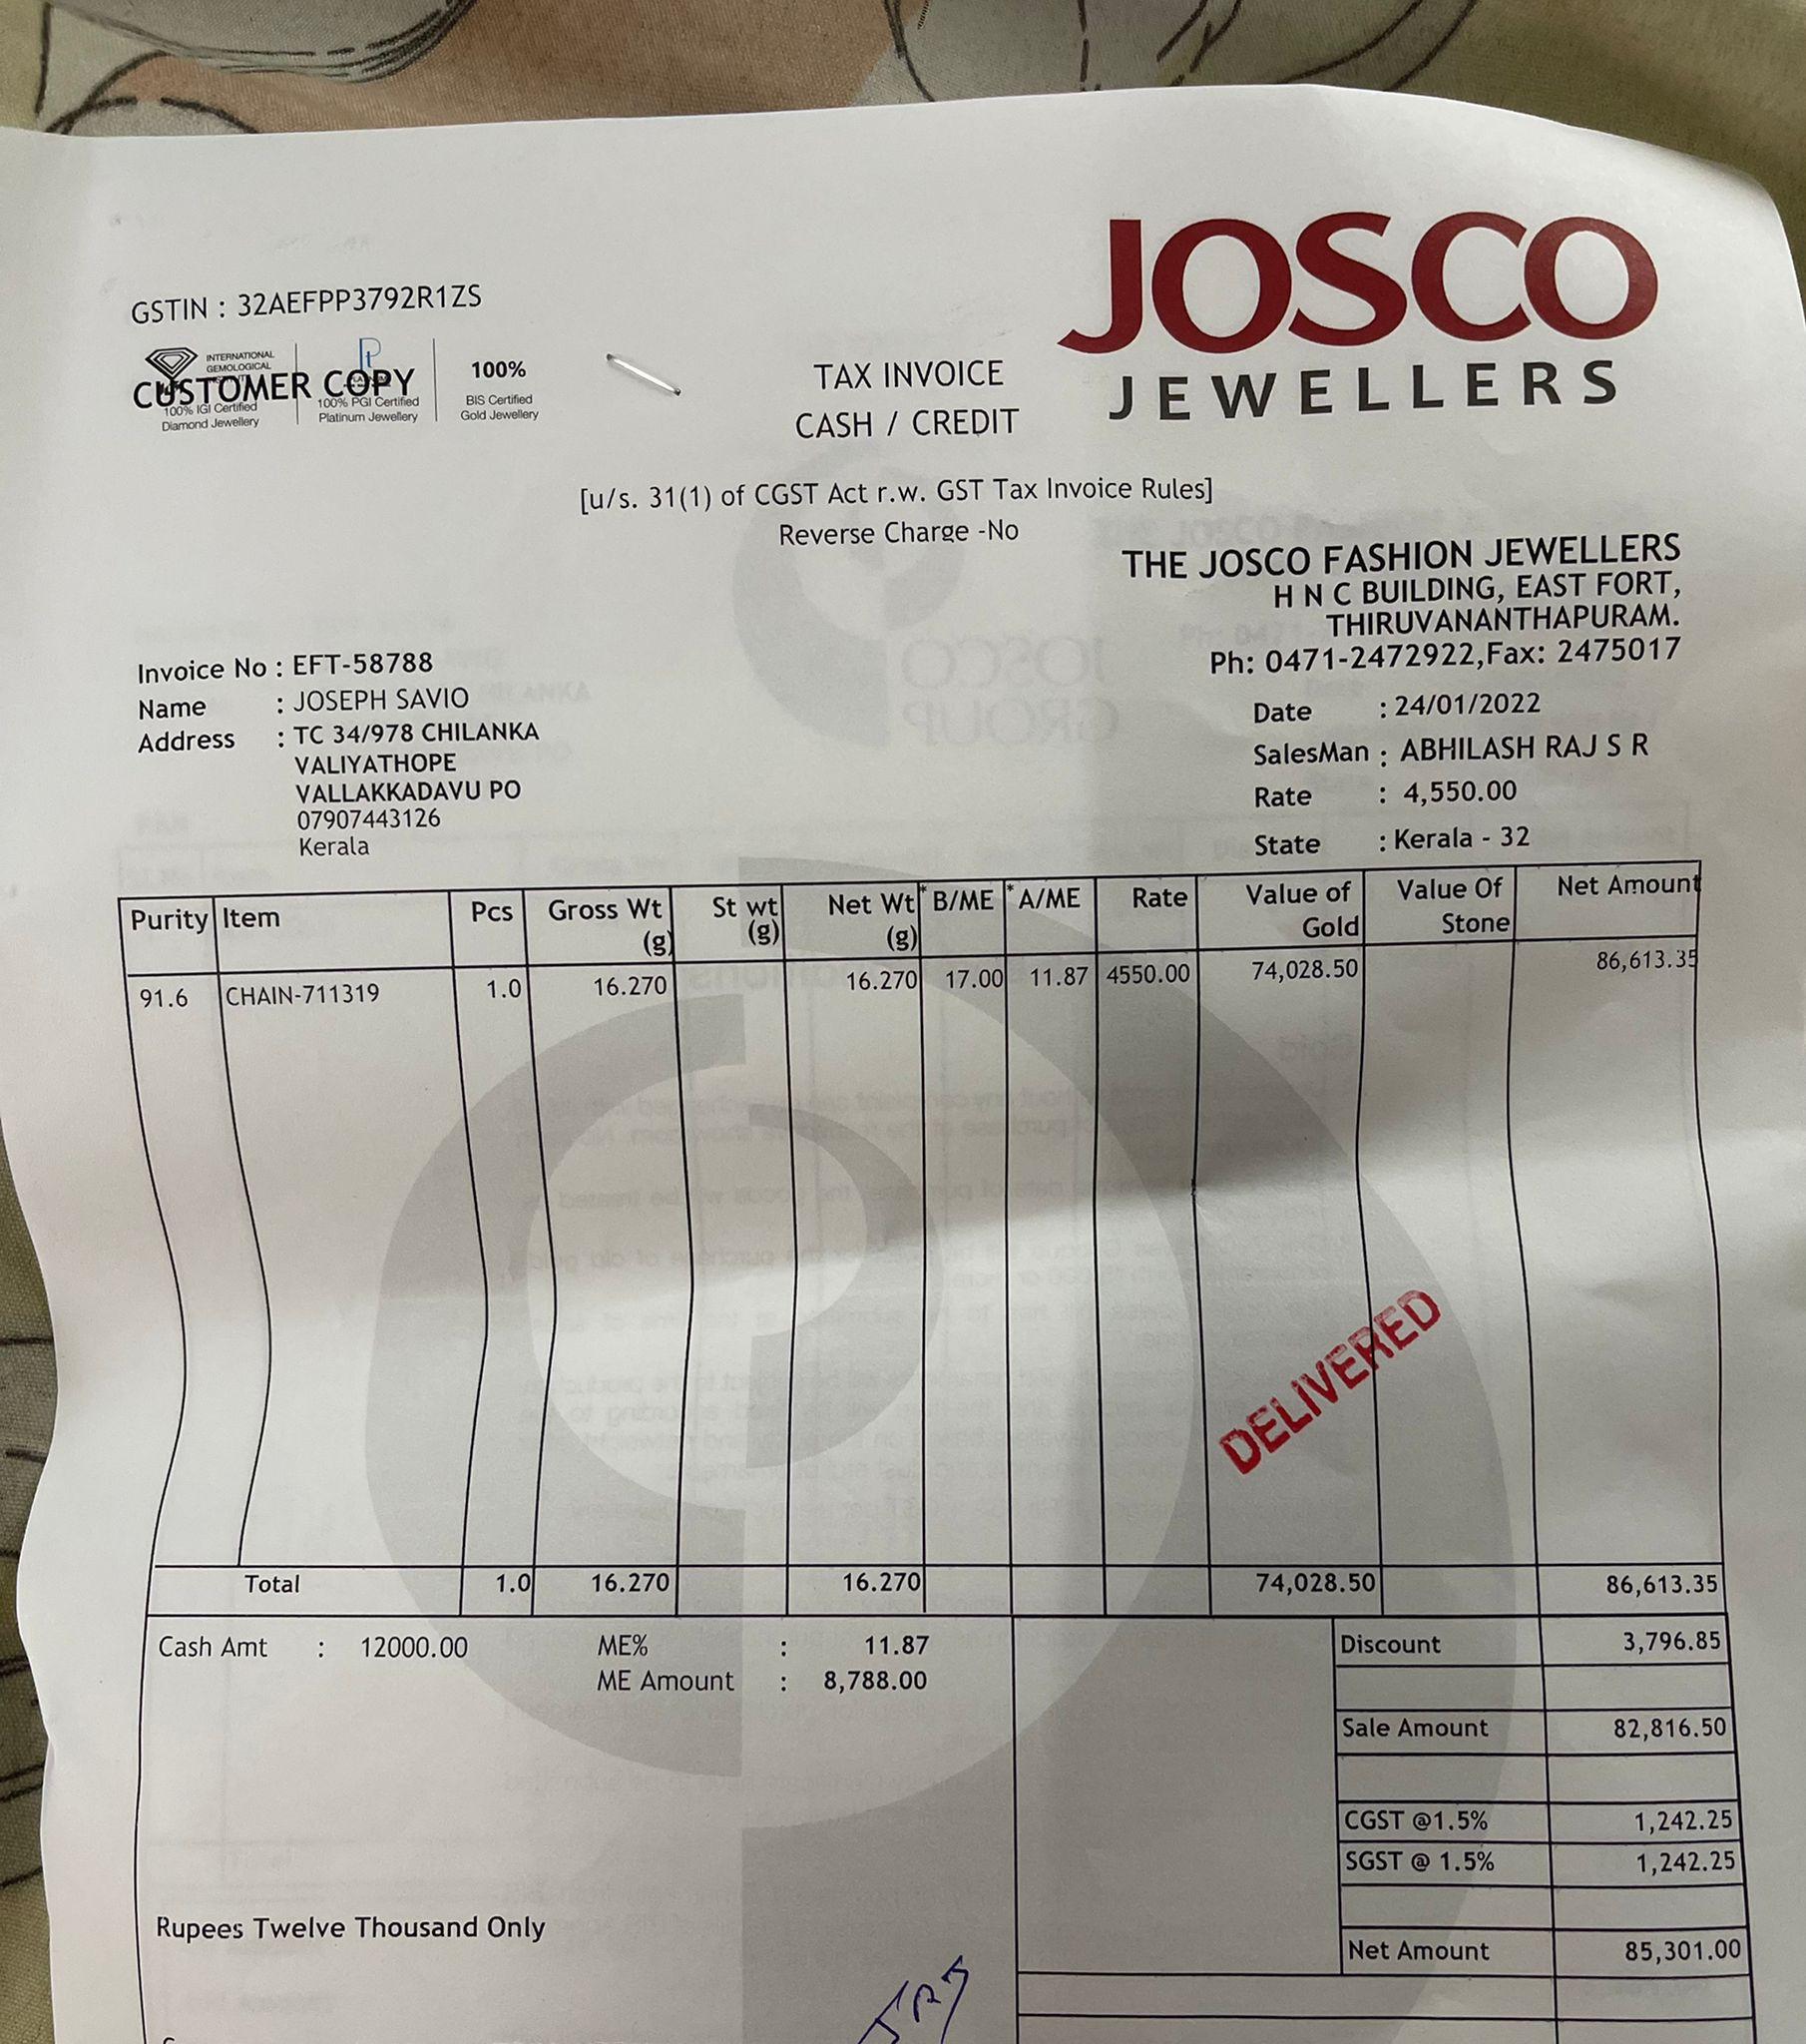 JOSCO
JEWELLERS
GSTIN : 32AEFPP3792R1ZS
INTERNATIONAL
GEMOLOGICAL
CUSTOMER COPY
100% IGI Certified
Diamond Jewellery
100% PGI Certified
Platinum Jewellery
100%
BIS Certified
Gold Jewellery
TAX INVOICE
CASH / CREDIT
[u/s. 31(1) of CGST Act r.w. GST Tax Invoice Rules]
Reverse Charge -No
THE JOSCO FASHION JEWELLERS
H N C BUILDING, EAST FORT,
THIRUVANANTHAPURAM.
Ph: 0471-2472922,Fax: 2475017
Invoice No : EFT-58788
Name : JOSEPH SAVIO
Address : TC 34/978 CHILANKA
VALIYATHOPE
VALLAKKADAVU PO
07907443126
Kerala
Date : 24/01/2022
SalesMan : ABHILASH RAJ S R
Rate : 4,550.00
State : Kerala - 32
Purity Item Pcs Gross Wt (g) St wt (g) Net Wt (g) *B/ME *A/ME Rate Value of Gold Value Of Stone Net Amount
91.6 CHAIN-711319 1.0 16.270 16.270 17.00 11.87 4550.00 74,028.50 86,613.35
DELIVERED
Total 1.0 16.270 16.270 74,028.50 86,613.35
Cash Amt : 12000.00 ME% : 11.87
ME Amount : 8,788.00
Discount 3,796.85
Sale Amount 82,816.50
CGST @1.5% 1,242.25
SGST @ 1.5% 1,242.25
Rupees Twelve Thousand Only
Net Amount 85,301.00